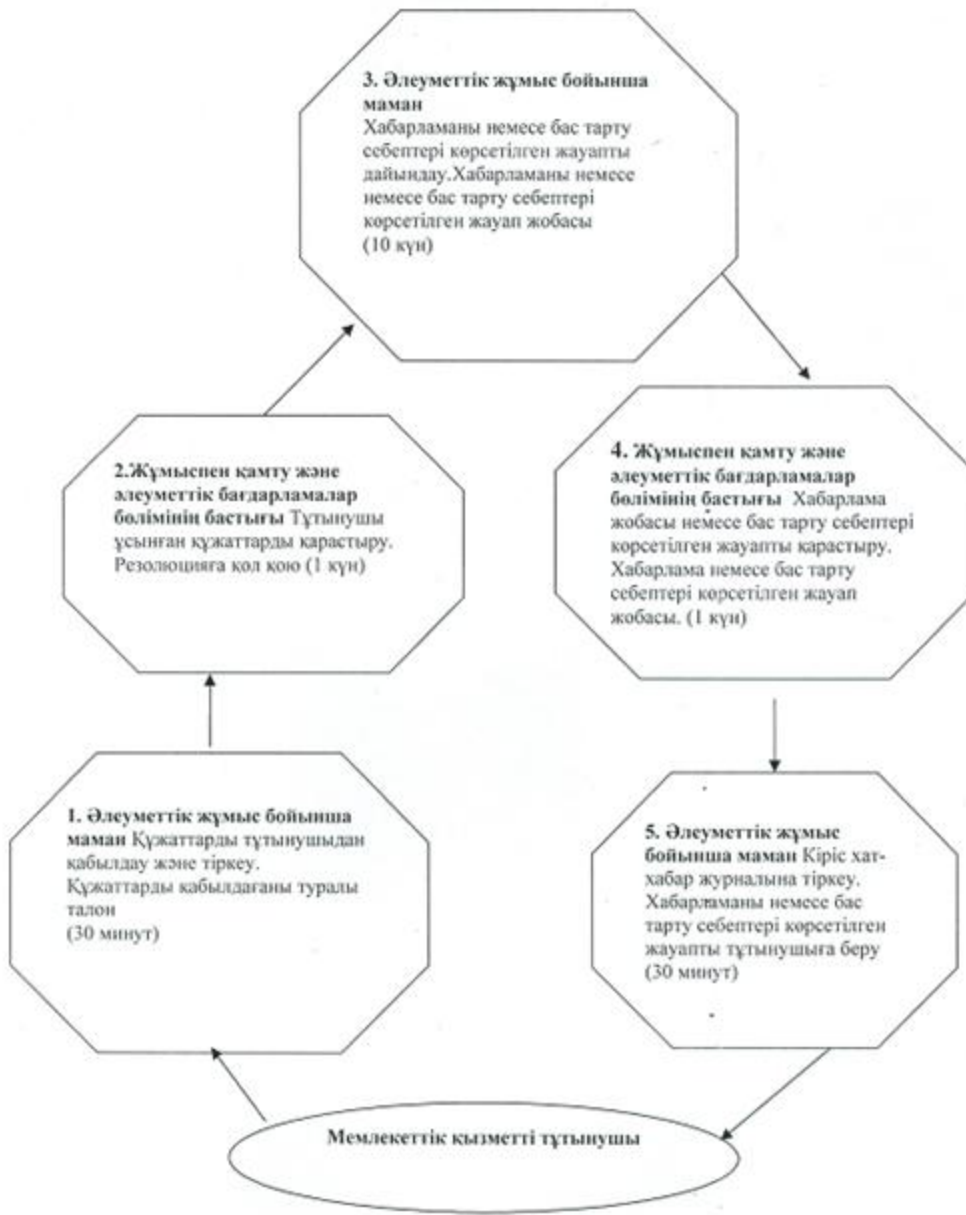 3. Әлеуметтік жұмыс бойынша
маман
Хабарламаны немесе бас тарту
себептері көрсетілген жауапты
дайындау.Хабарламаны немесе
немесе бас тарту себептері
көрсетілген жауап жобасы
(10 күн)
2.Жұмыспен қамту және
әлеуметтік бағдарламалар
бөлімінің бастығы Тұтынушы
ұсынған құжаттарды қарастыру.
Резолюцияға қол қою (1 күн)
4. Жұмыспен қамту және
әлеуметтік бағдарламалар
бөлімінің бастығы Хабарлама
жобасы немесе бас тарту себептері
көрсетілген жауапты қарастыру.
Хабарлама немесе бас тарту
себептері көрсетілген жауап
жобасы. (1 күн)
1. Әлеуметтік жұмыс бойынша
маман Құжаттарды тұтынушыдан
қабылдау және тіркеу.
Құжаттарды қабылдағаны туралы
талон
(30 минут)
5. Әлеуметтік жұмыс
бойынша маман Кіріс хат-
хабар журналына тіркеу.
Хабарламаны немесе бас
тарту себептері көрсетілген
жауапты тұтынушыға беру
(30 минут)
Мемлекеттік қызметті тұтынушы